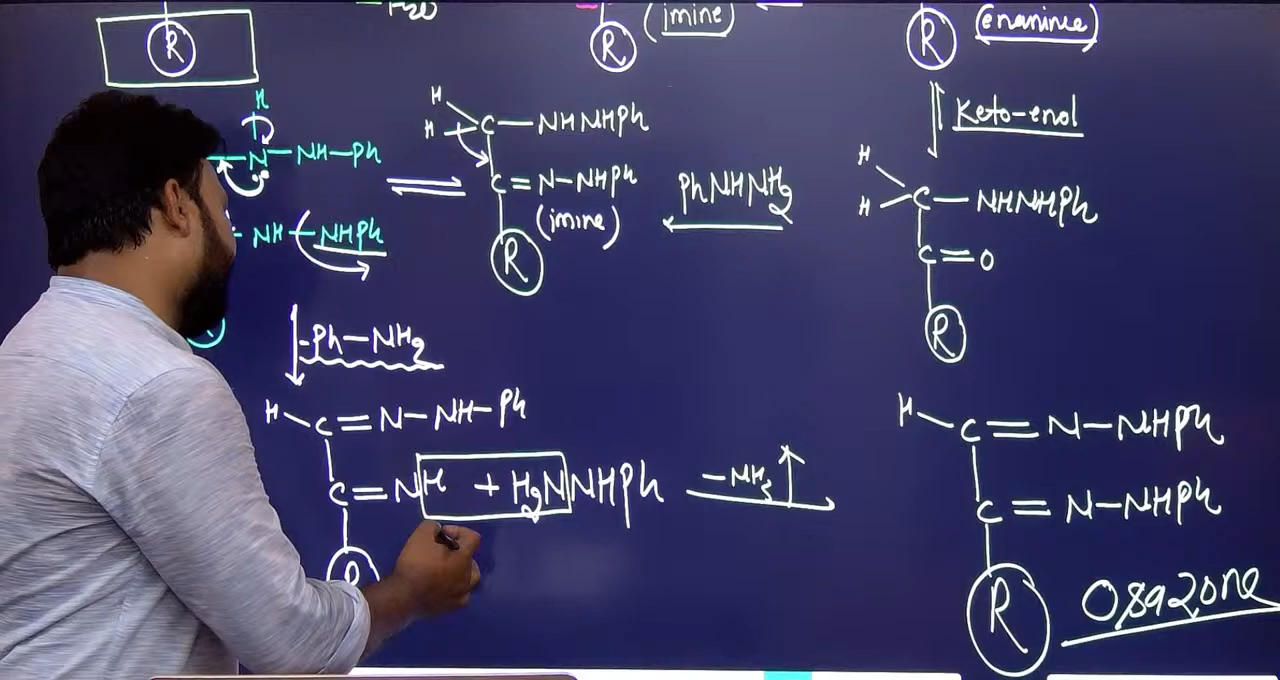 H2O
(imine)
(enamine)
R
R
R
Keto-enol
H
N—NH—Ph
H
H
C—NHNHPh
C=N—NHPh
(imine)
R
PhNHNH2
H
H
C—NHNHPh
C=O
R
NH—NHPh
-Ph—NH2
H
C=N—NH—Ph
C=NH + H2NNHPh
R
-NH3↑
H
C=N—NHPh
C=N—NHPh
R
Osazone